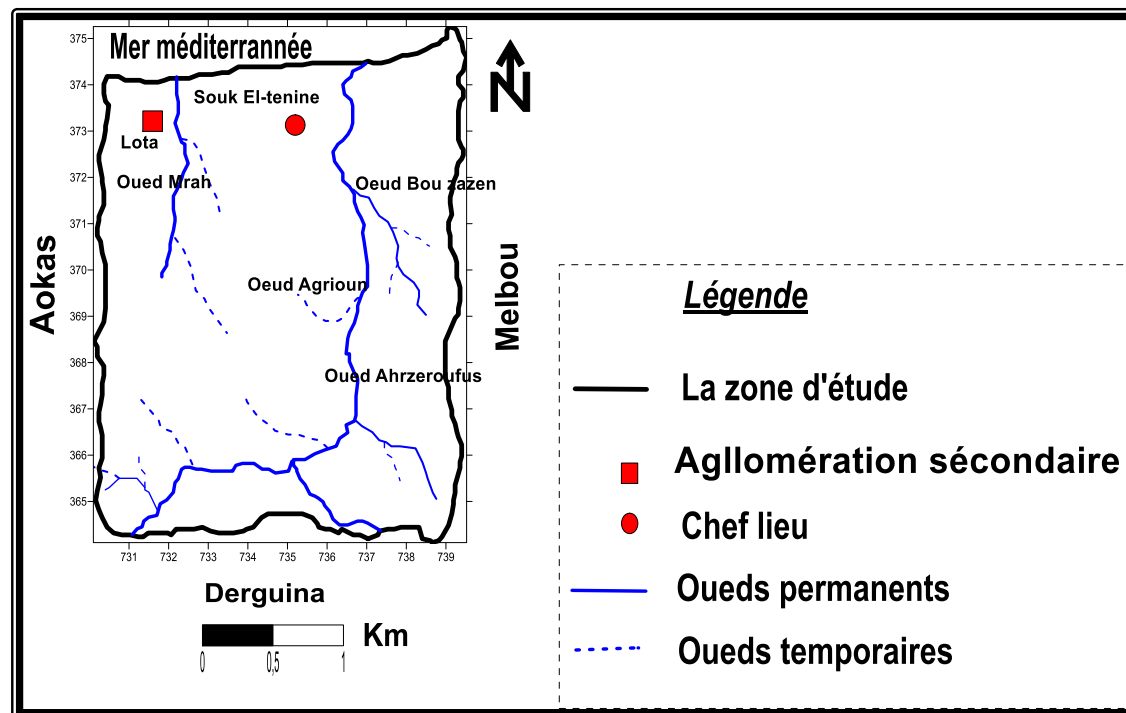 Mer méditerrannée
375
374
373
372
371
370
369
368
367
366
365
Souk El-tenine
Lota
Oued Mrah
Oeud Bou zazen
Oeud Agrioun
Oued Ahrzeroufus
731 732 733 734 735 736 737 738 739
N
Aokas
Melbou
Derguina
Km
0 0,5 1
Légende
La zone d'étude
Agllomération sécondaire
Chef lieu
Oueds permanents
Oueds temporaires